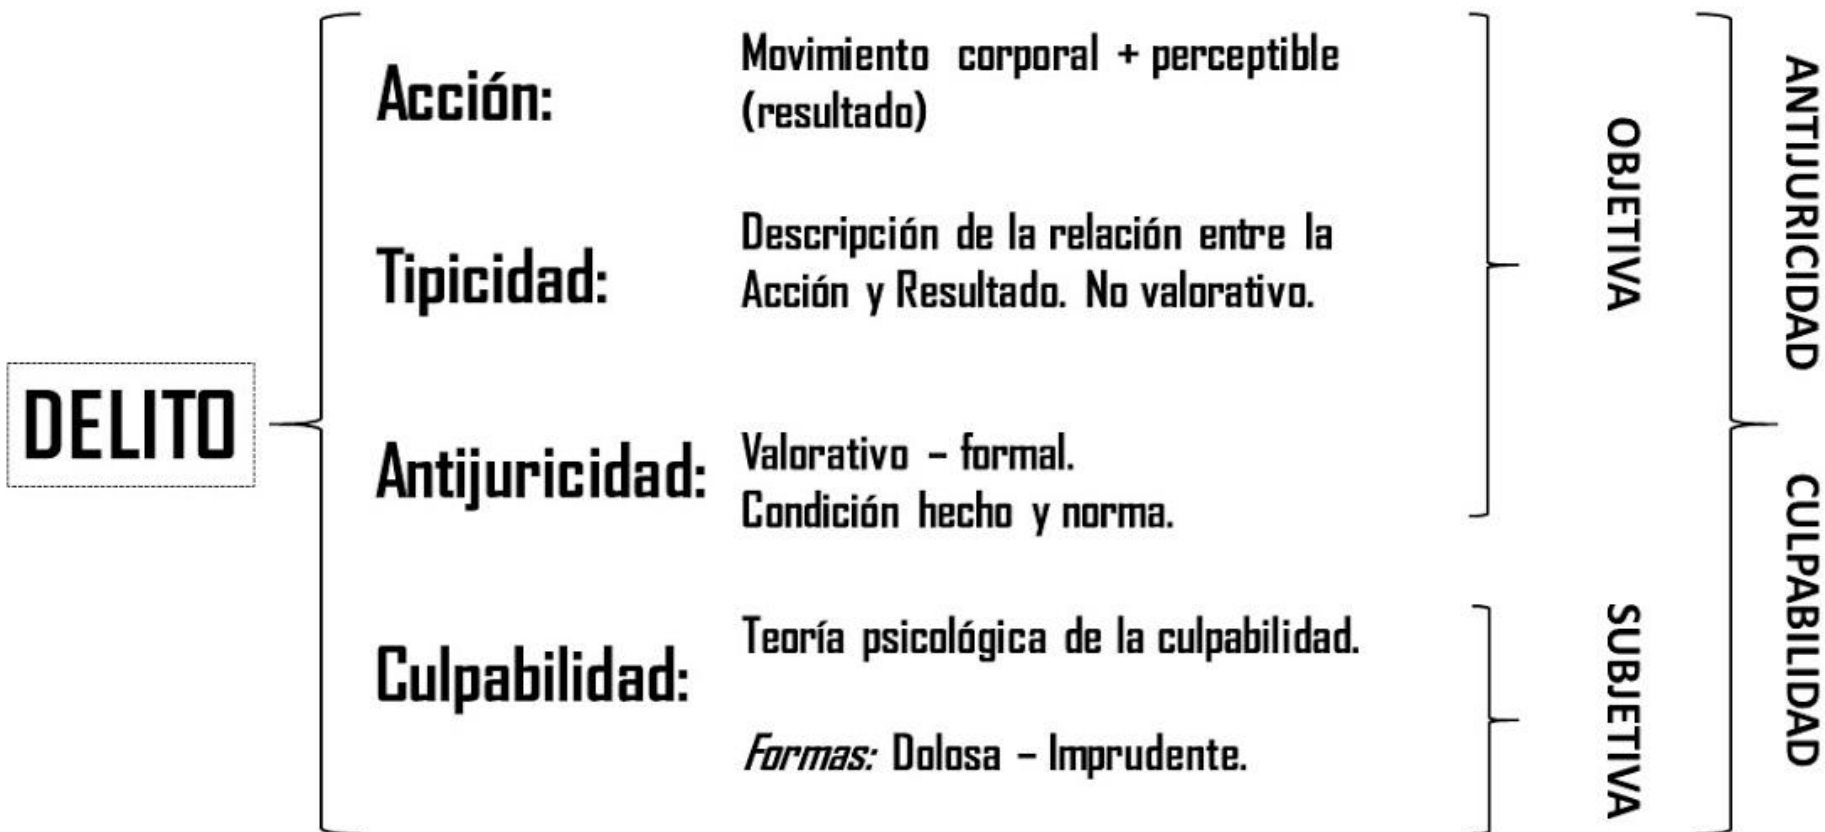 DELITO
Acción:
Movimiento corporal + perceptible
(resultado)
Tipicidad:
Descripción de la relación entre la
Acción y Resultado. No valorativo.
Antijuricidad:
Valorativo – formal.
Condición hecho y norma.
Culpabilidad:
Teoría psicológica de la culpabilidad.
Formas: Dolosa – Imprudente.
OBJETIVA
SUBJETIVA
ANTIJURICIDAD
CULPABILIDAD